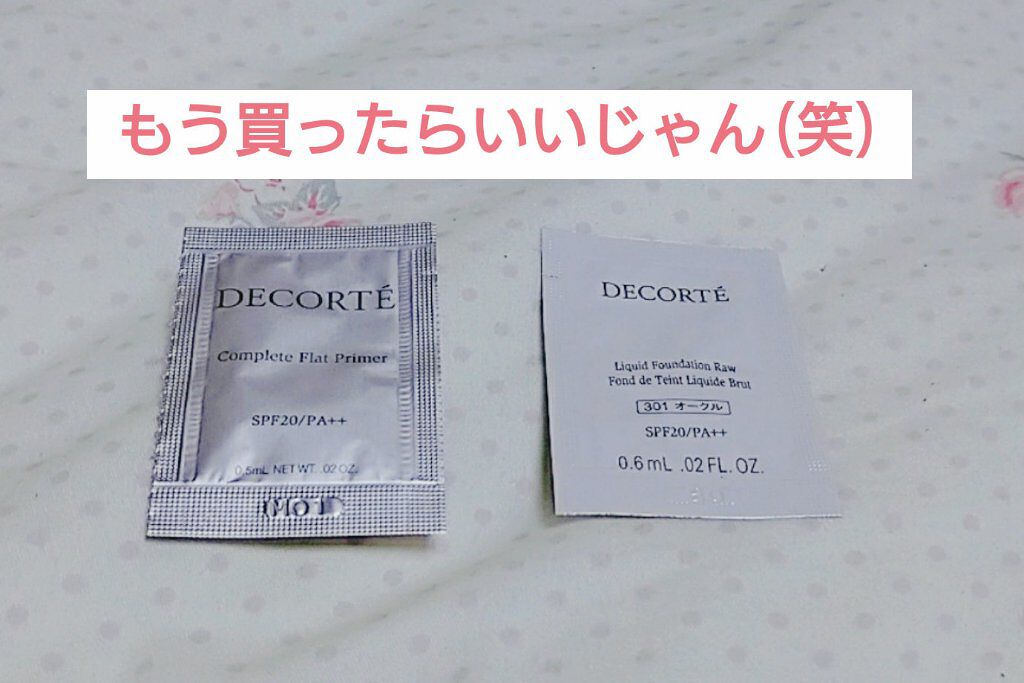 もう買ったらいいじゃん(笑)
DECORTÉ
Complete Flat Primer
SPF20/PA++
0.5mL NET WT. .02 OZ.
DECORTÉ
Liquid Foundation Raw
Fond de Teint Liquide Brut
301 オークル
SPF20/PA++
0.6 mL .02 FL. OZ.